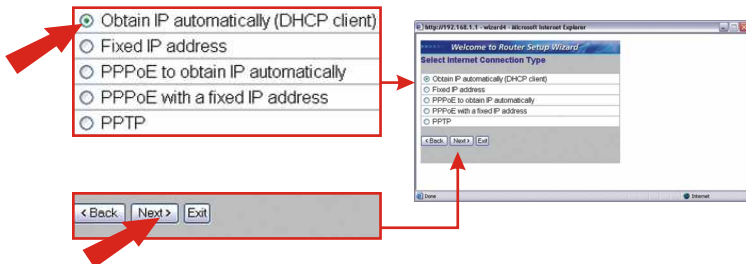 Obtain IP automatically (DHCP client)
Fixed IP address
PPPoE to obtain IP automatically
PPPoE with a fixed IP address
PPTP
< Back Next > Exit
http://192.168.1.1 - wizard4 - Microsoft Internet Explorer
Welcome to Router Setup Wizard
Select Internet Connection Type
Obtain IP automatically (DHCP client)
Fixed IP address
PPPoE to obtain IP automatically
PPPoE with a fixed IP address
PPTP
< Back Next > Exit
Done Internet